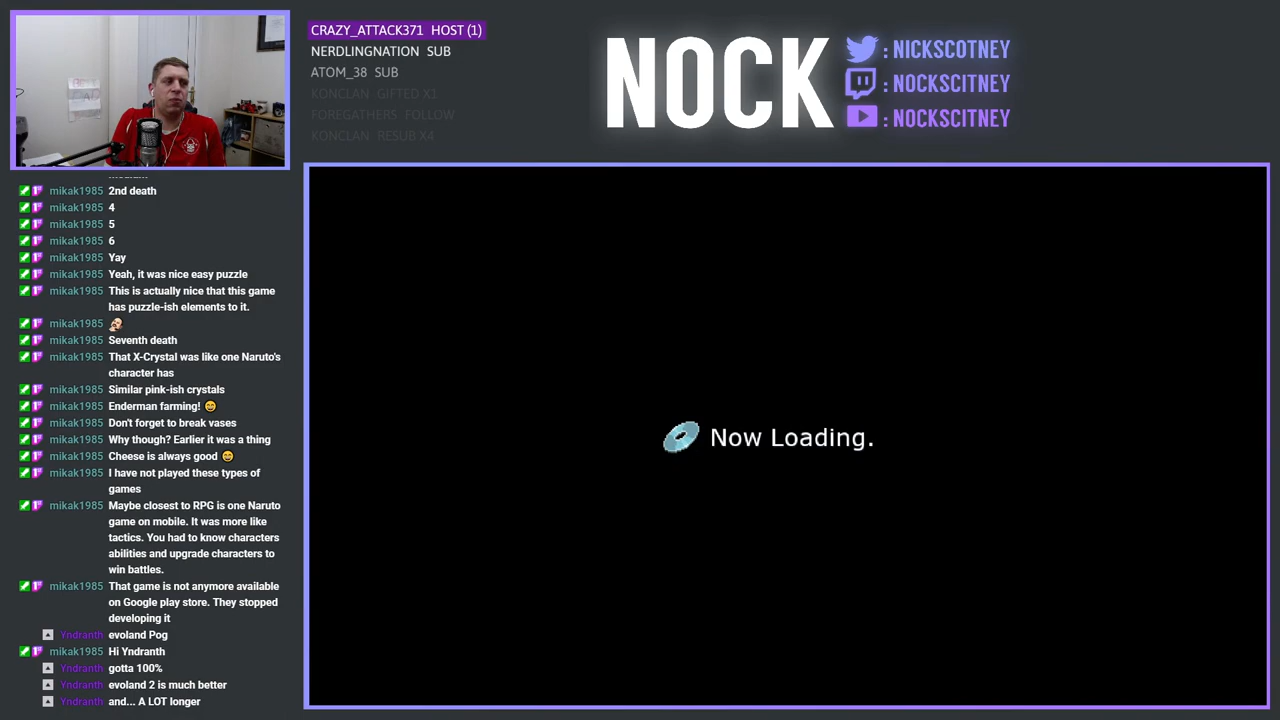 CRAZY_ATTACK371 HOST (1)
NERDLINGNATION SUB
ATOM_38 SUB
KONCLAN GIFTED X1
FOREGATHERS FOLLOW
KONCLAN RESUB X4
NOCK
: NICKSCOTNEY
: NOCKSCITNEY
: NOCKSCITNEY
mikak1985 2nd death
mikak1985 4
mikak1985 5
mikak1985 6
mikak1985 Yay
mikak1985 Yeah, it was nice easy puzzle
mikak1985 This is actually nice that this game
has puzzle-ish elements to it.
mikak1985
mikak1985 Seventh death
mikak1985 That X-Crystal was like one Naruto's
character has
mikak1985 Similar pink-ish crystals
mikak1985 Enderman farming!
mikak1985 Don't forget to break vases
mikak1985 Why though? Earlier it was a thing
mikak1985 Cheese is always good
mikak1985 I have not played these types of
games
mikak1985 Maybe closest to RPG is one Naruto
game on mobile. It was more like
tactics. You had to know characters
abilities and upgrade characters to
win battles.
mikak1985 That game is not anymore available
on Google play store. They stopped
developing it
Yndranth evoland Pog
mikak1985 Hi Yndranth
Yndranth gotta 100%
Yndranth evoland 2 is much better
Yndranth and... A LOT longer
Now Loading.